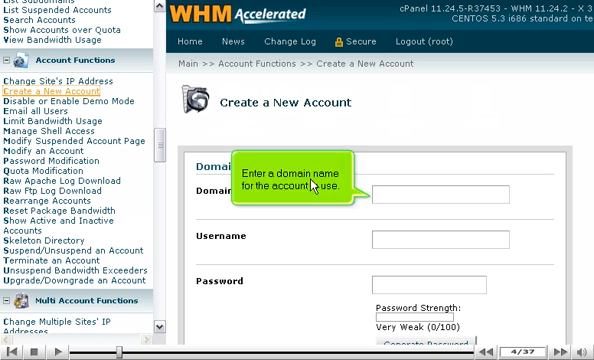 List Subdomains
List Suspended Accounts
Search Accounts
Show Accounts over Quota
View Bandwidth Usage
Account Functions
Change Site's IP Address
Create a New Account
Disable or Enable Demo Mode
Email all Users
Limit Bandwidth Usage
Manage Shell Access
Modify Suspended Account Page
Modify an Account
Password Modification
Quota Modification
Raw Apache Log Download
Raw Ftp Log Download
Rearrange Accounts
Reset Package Bandwidth
Show Active and Inactive
Accounts
Skeleton Directory
Suspend/Unsuspend an Account
Terminate an Account
Unsuspend Bandwidth Exceeders
Upgrade/Downgrade an Account
Multi Account Functions
Change Multiple Sites' IP
Addresses
WHM Accelerated
cPanel 11.24.5-R37453 - WHM 11.24.2 - X 3
CENTOS 5.3 i686 standard on te
Home News Change Log Secure Logout (root)
Main >> Account Functions >> Create a New Account
Create a New Account
Domai
Enter a domain name
for the account use.
Domain
Username
Password
Password Strength:
Very Weak (0/100)
Generate Password
4/37